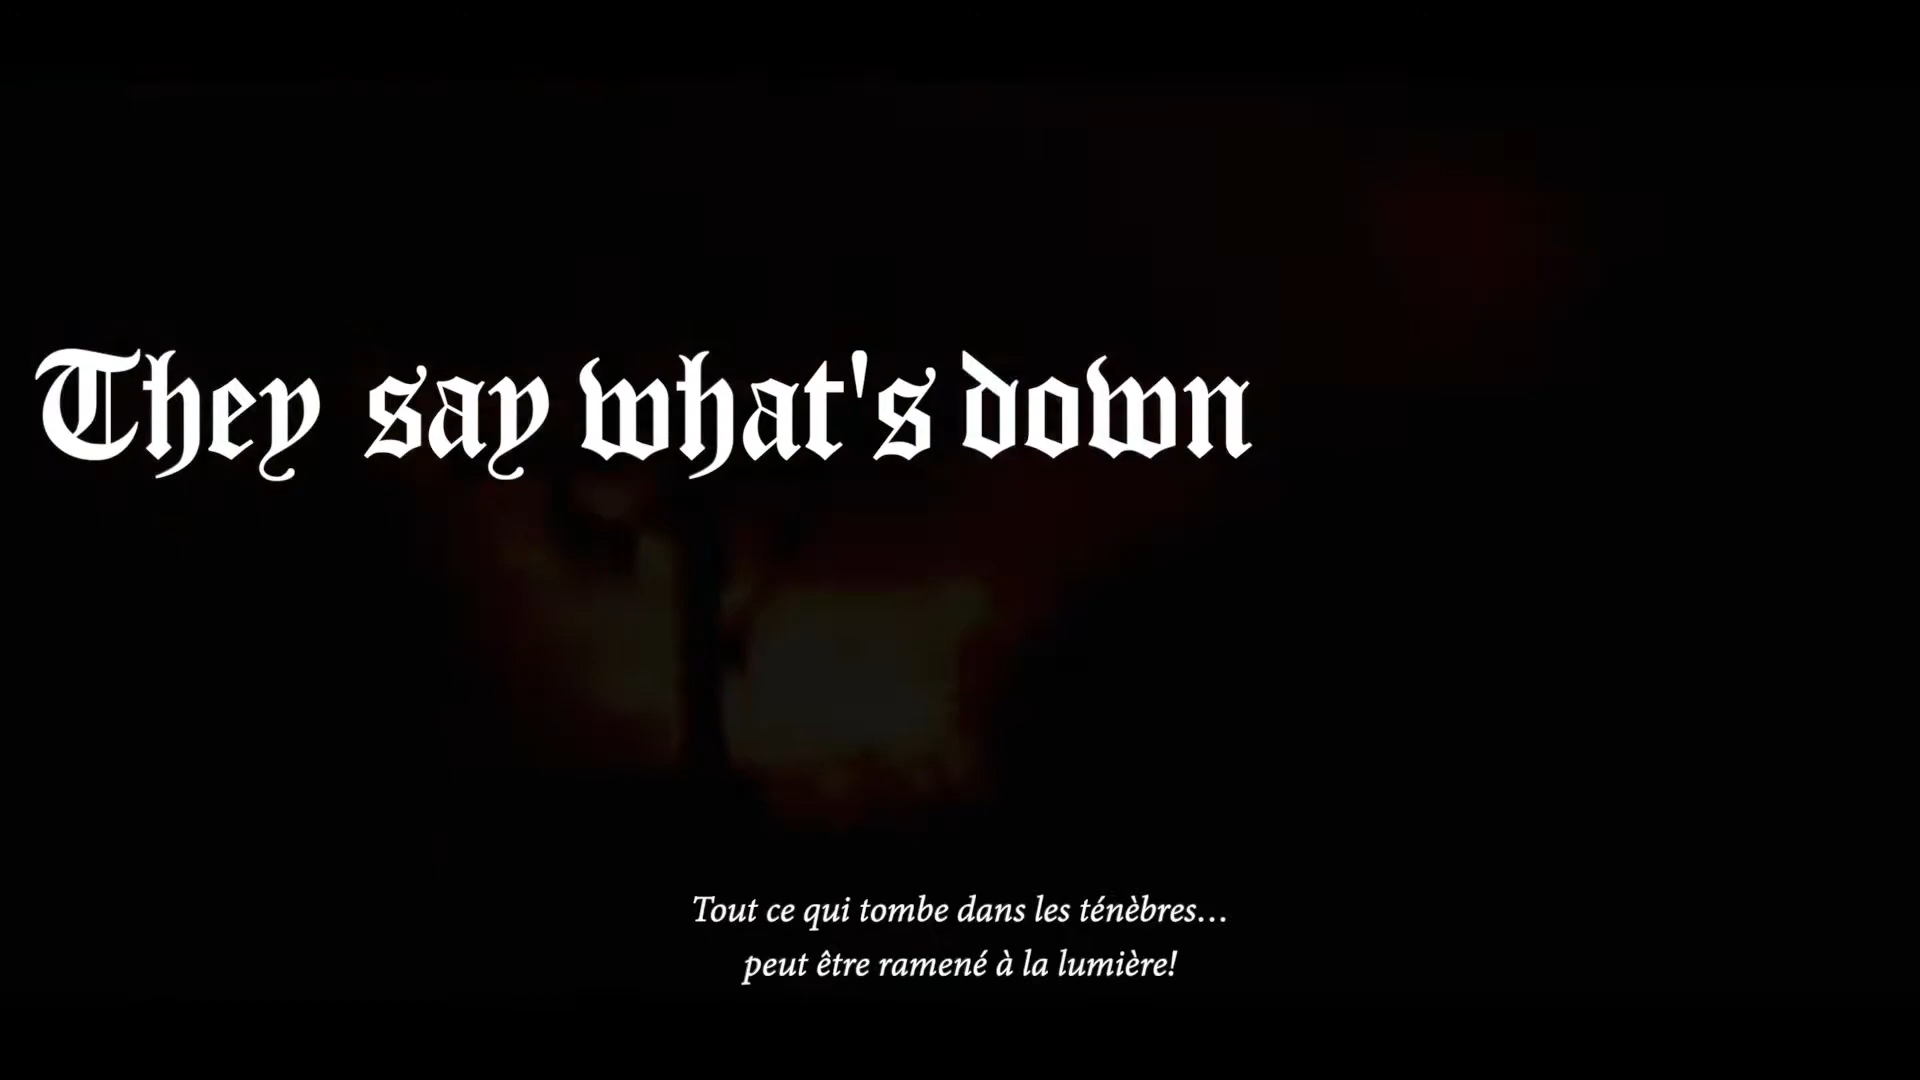 They say what's down
Tout ce qui tombe dans les ténèbres...
peut être ramené à la lumière!